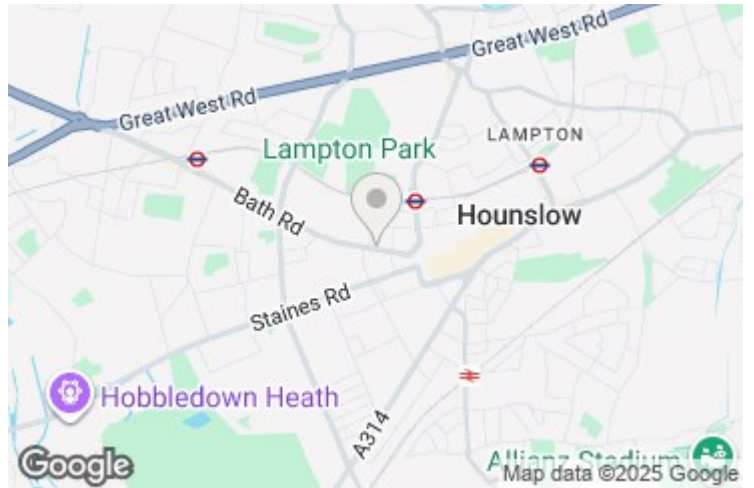 Great West Rd
Great West Rd
LAMPTON
Lampton Park
Bath Rd
Hounslow
Staines Rd
Hobbledown Heath
A314
Allianz Stadium
Google
Map data ©2025 Google